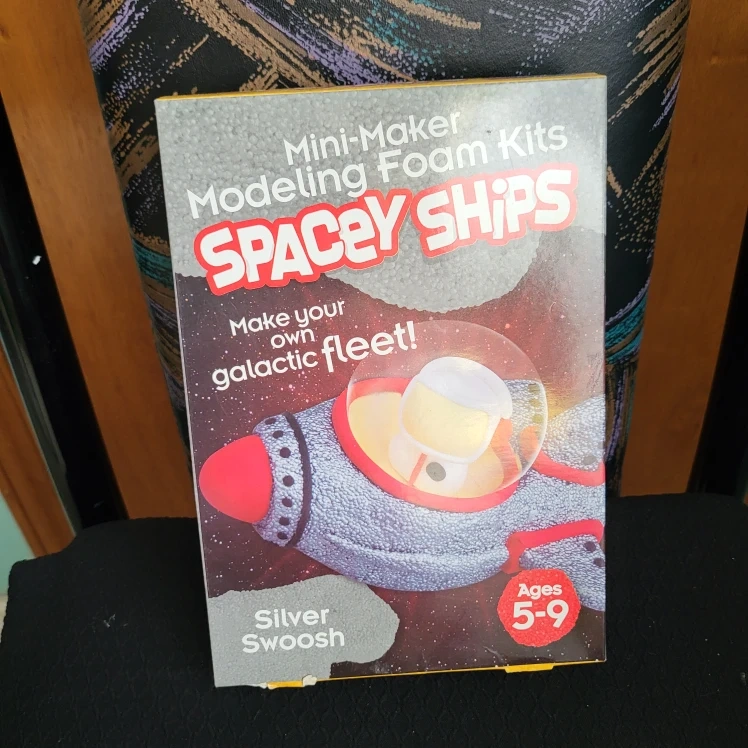 Mini-Maker
Modeling Foam Kits
SPACeY SHiPS
Make your
own
galactic fleet!
Silver
Swoosh
Ages
5-9